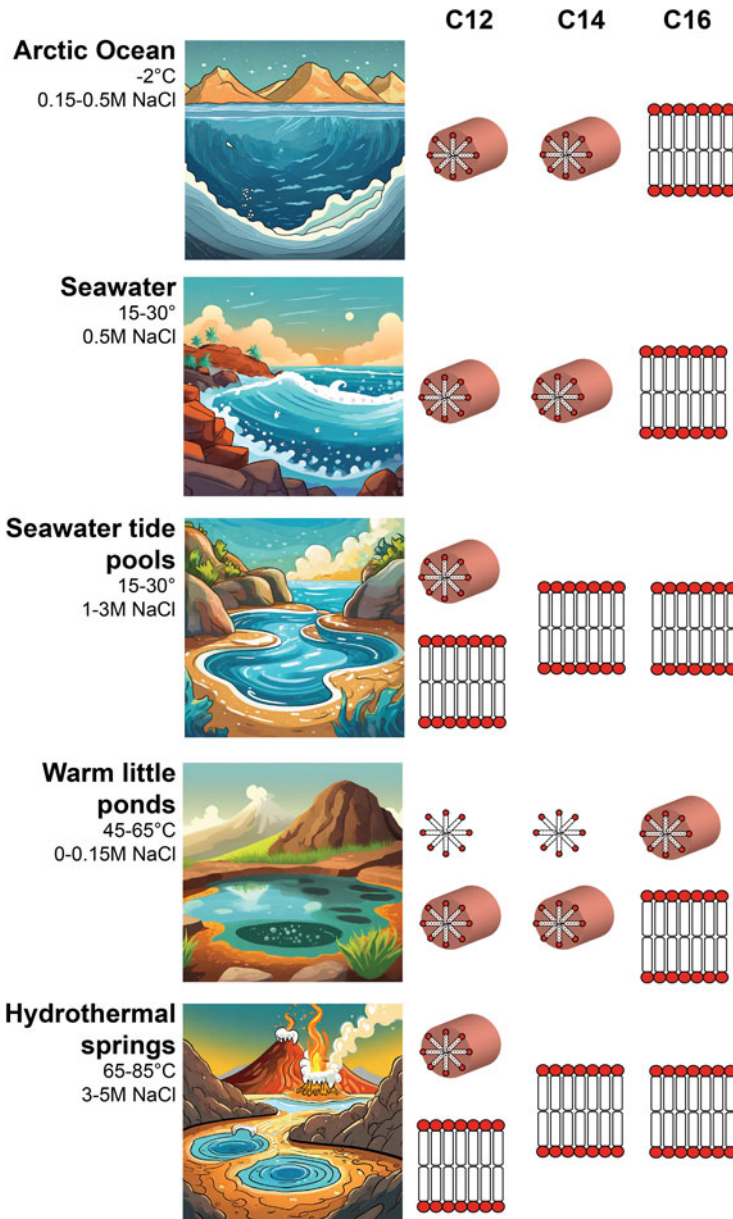 C12 C14 C16
Arctic Ocean
-2°C
0.15-0.5M NaCl
Seawater
15-30°
0.5M NaCl
Seawater tide
pools
15-30°
1-3M NaCl
Warm little
ponds
45-65°C
0-0.15M NaCl
Hydrothermal
springs
65-85°C
3-5M NaCl